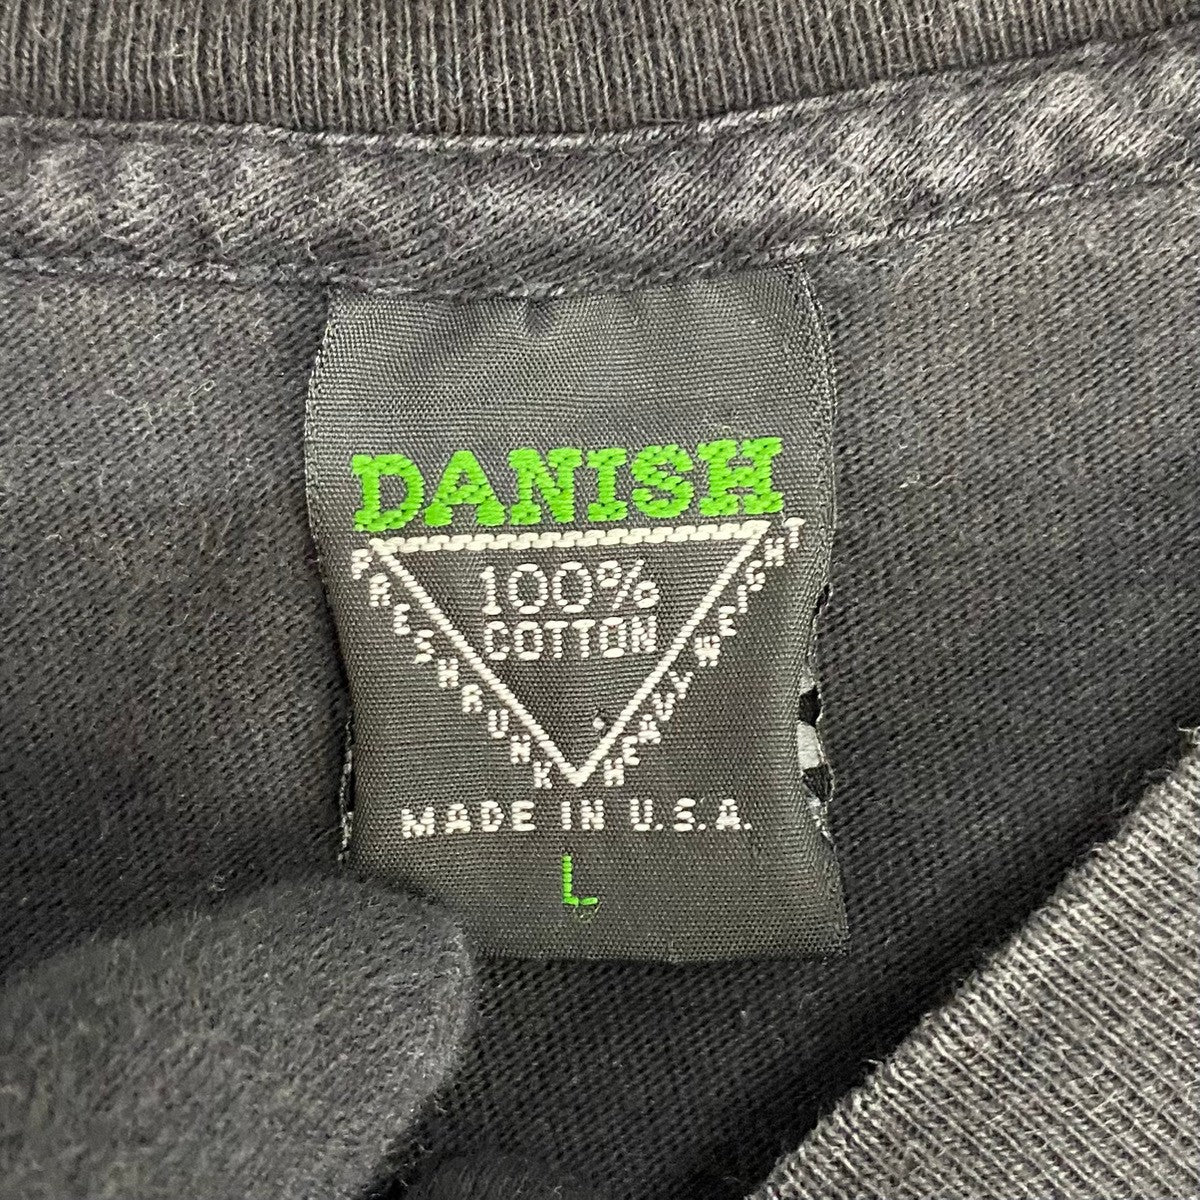 DANISH
100%
COTTON
PRESHRUNK HEAVYWEIGHT
MADE IN U.S.A.
L